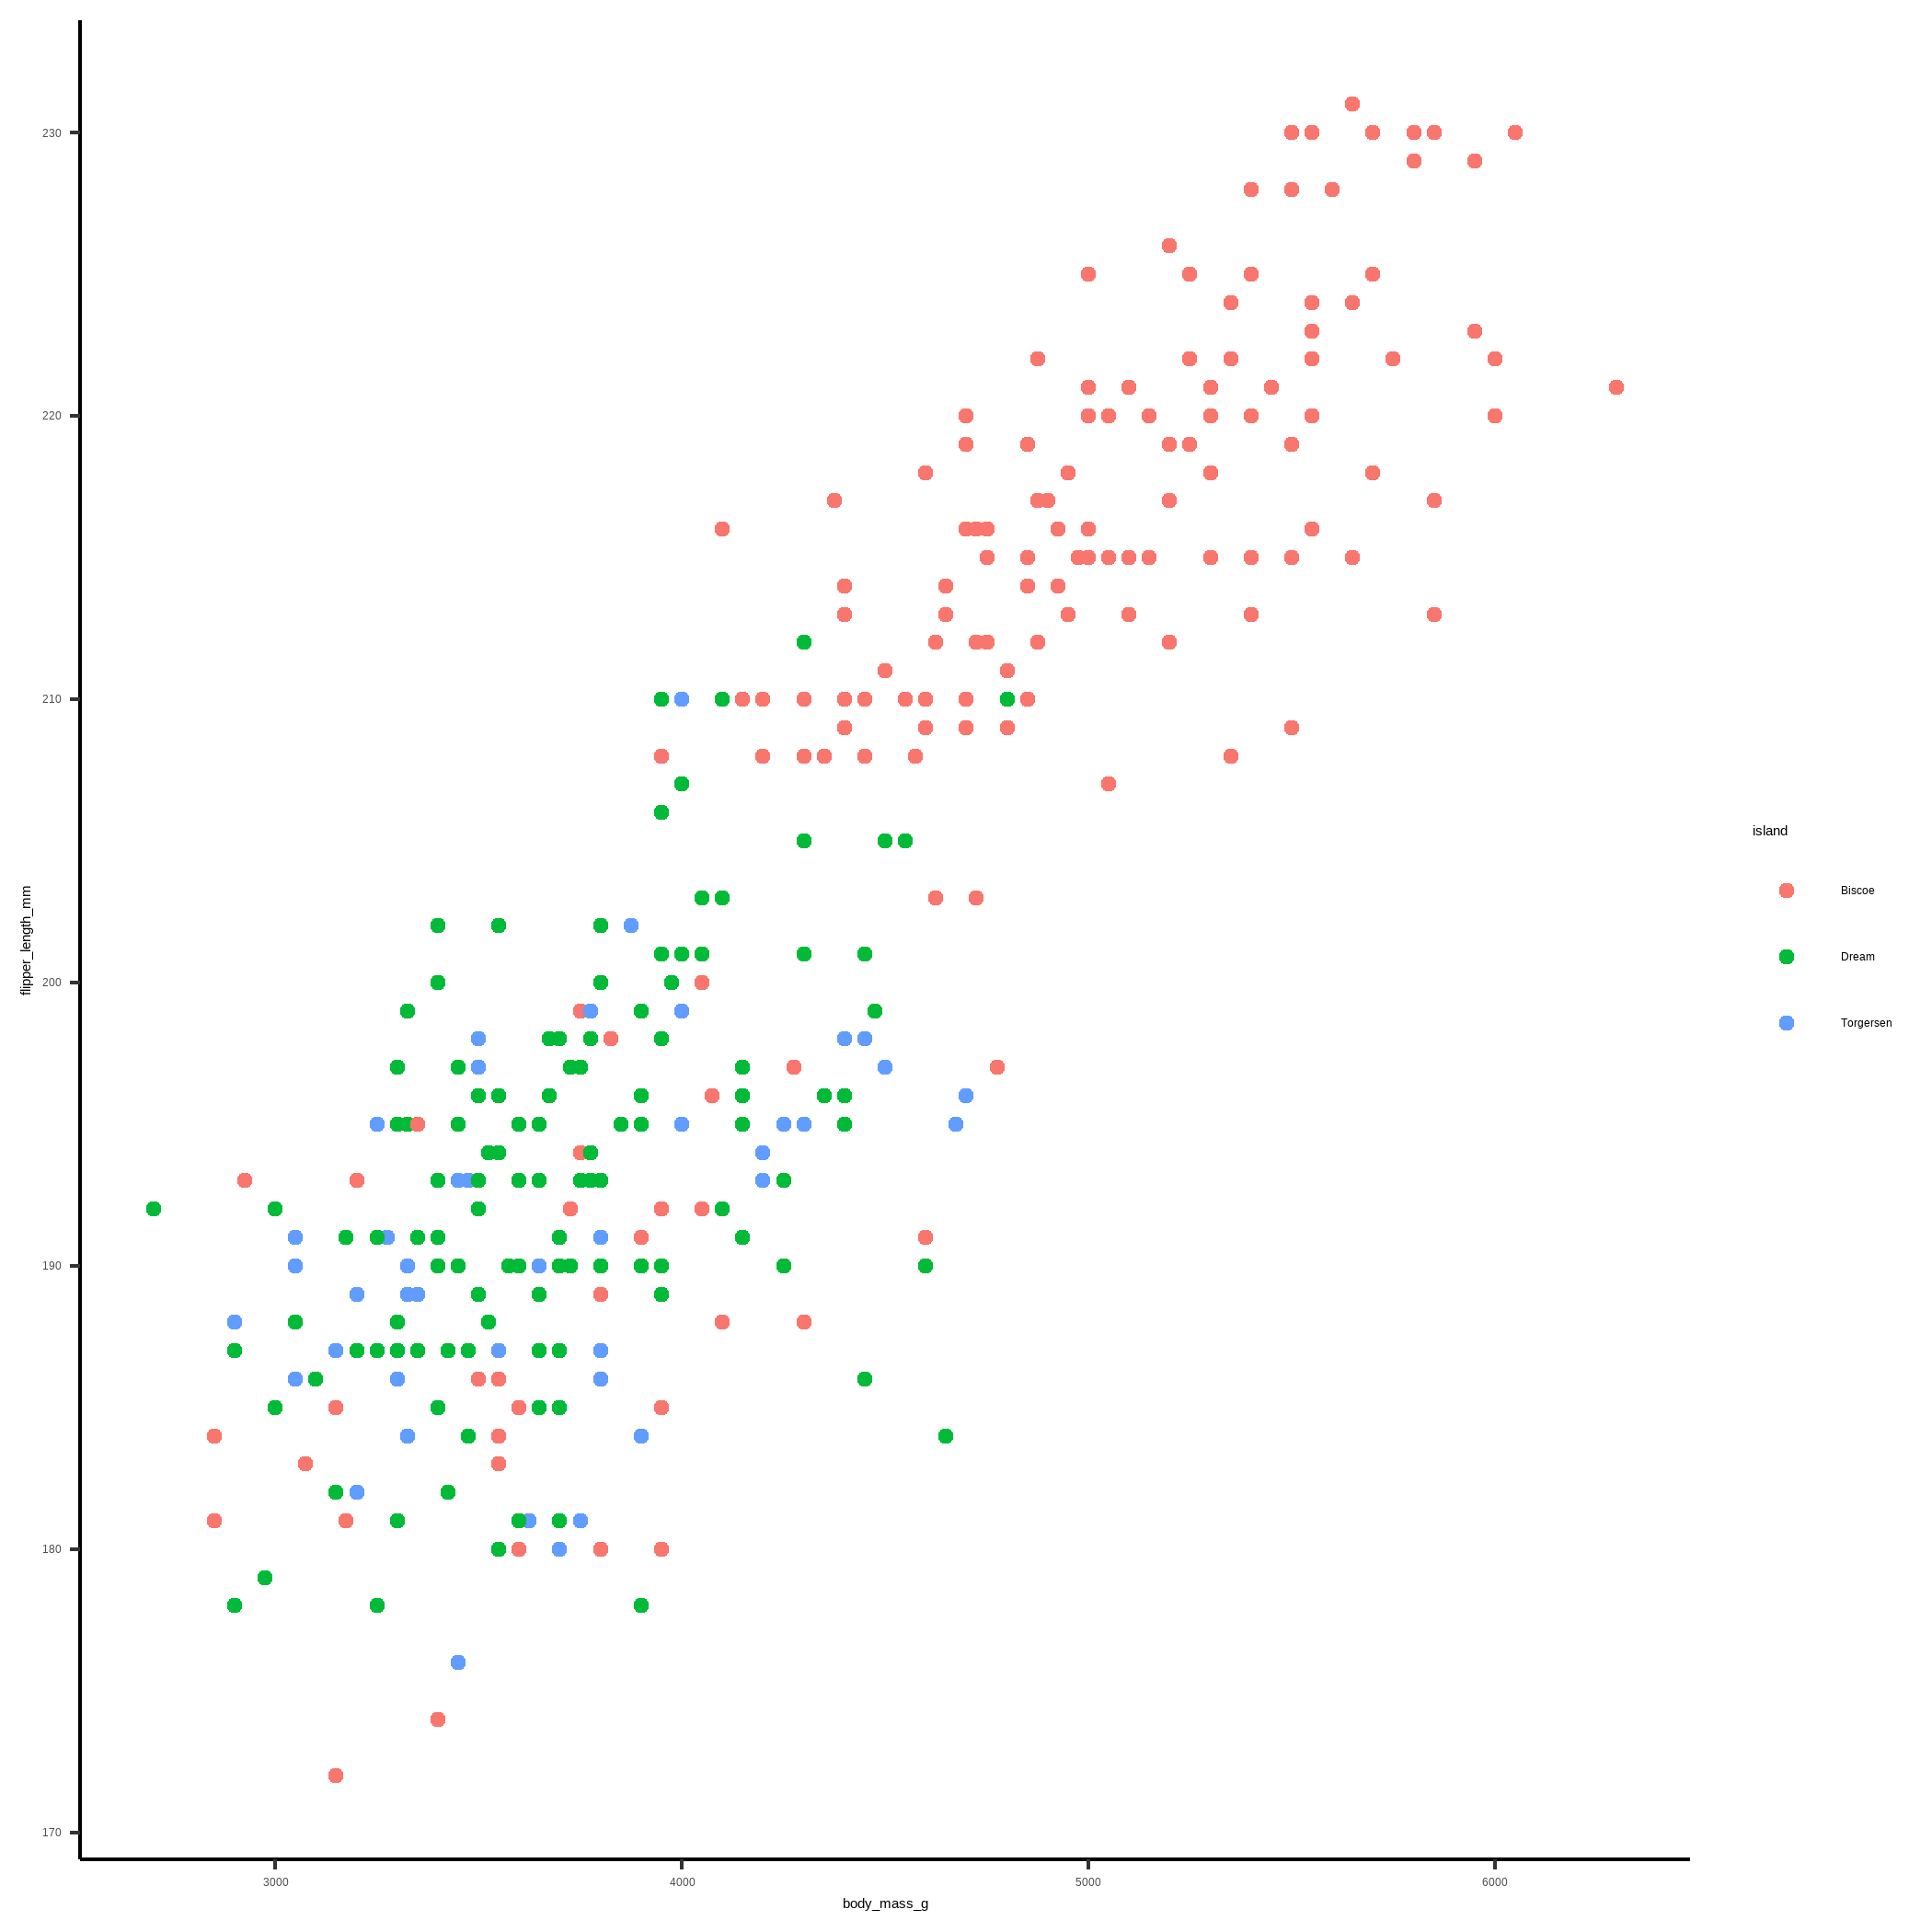 230
220
210
200
190
180
170
flipper_length_mm
3000
4000
5000
6000
body_mass_g
island
Biscoe
Dream
Torgersen